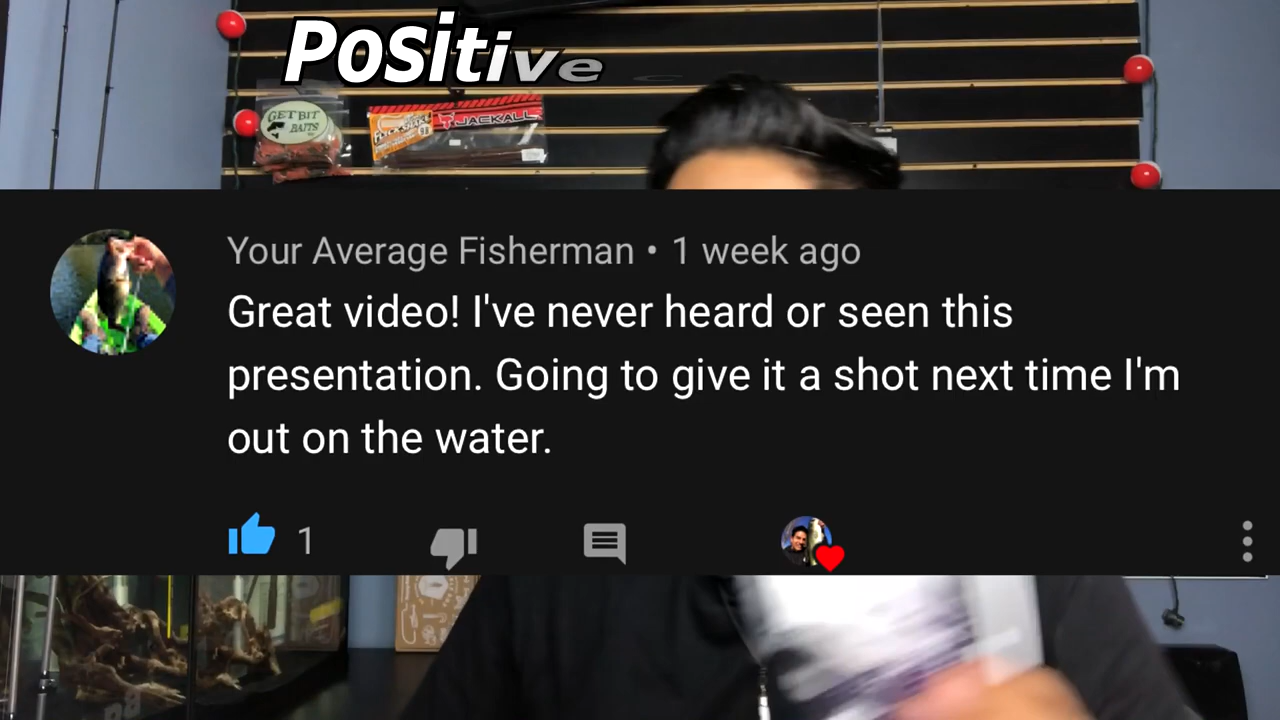 PoSitive
GET BIT
BAITS
JACKALL
Your Average Fisherman • 1 week ago
Great video! I've never heard or seen this
presentation. Going to give it a shot next time I'm
out on the water.
1